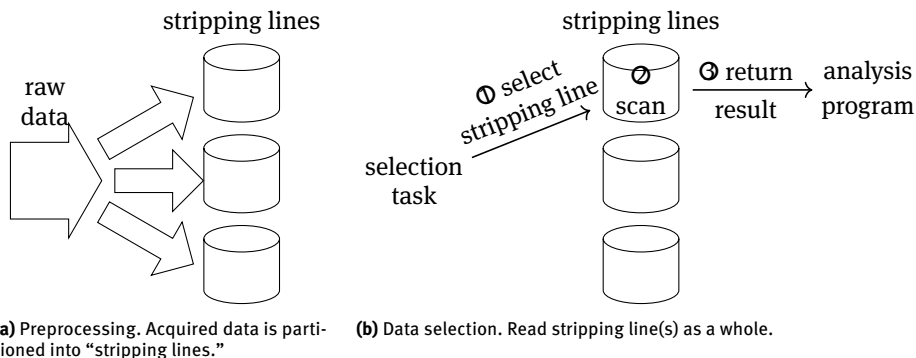 stripping lines
raw
data
a) Preprocessing. Acquired data is parti-
ioned into “stripping lines.”
stripping lines
① select
stripping line
selection
task
②
scan
③ return
result
analysis
program
(b) Data selection. Read stripping line(s) as a whole.